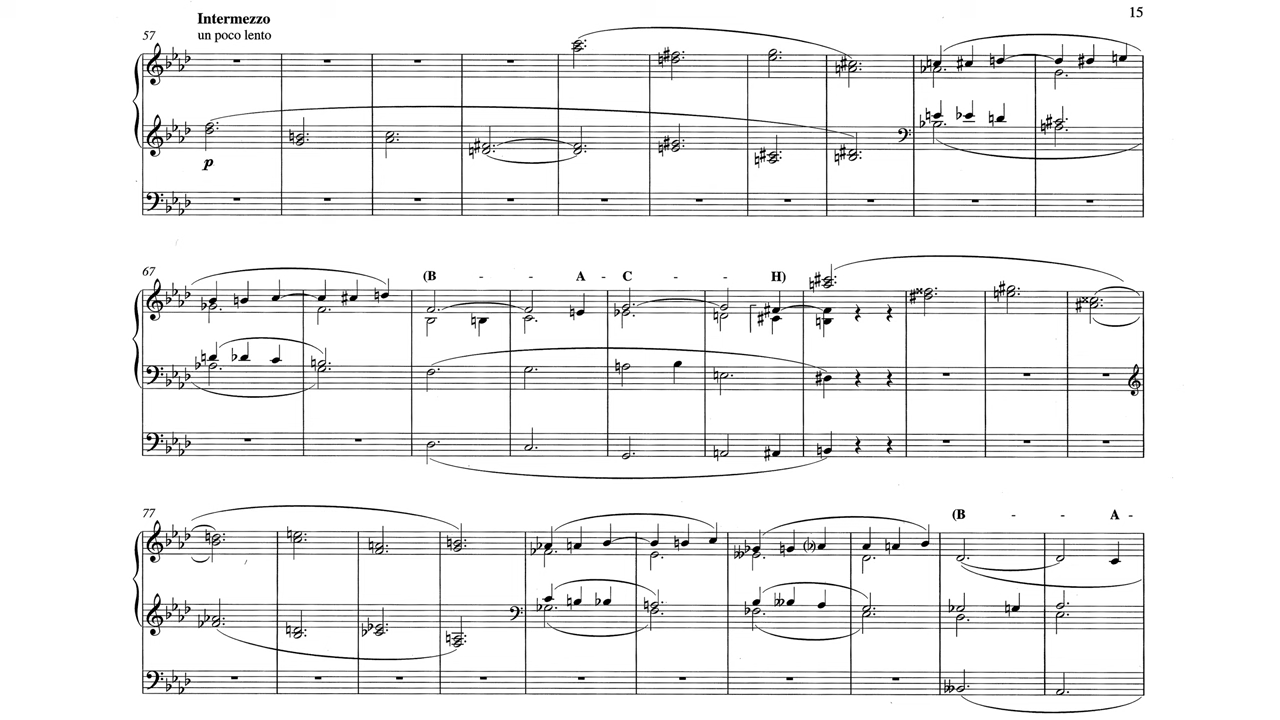 15
Intermezzo
57 un poco lento
p
67 (B - - A - C - - H)
77 (B - - A -